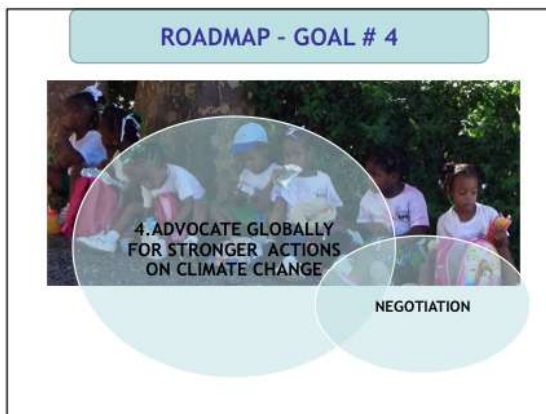 ROADMAP - GOAL # 4
4.ADVOCATE GLOBALLY
FOR STRONGER ACTIONS
ON CLIMATE CHANGE
NEGOTIATION